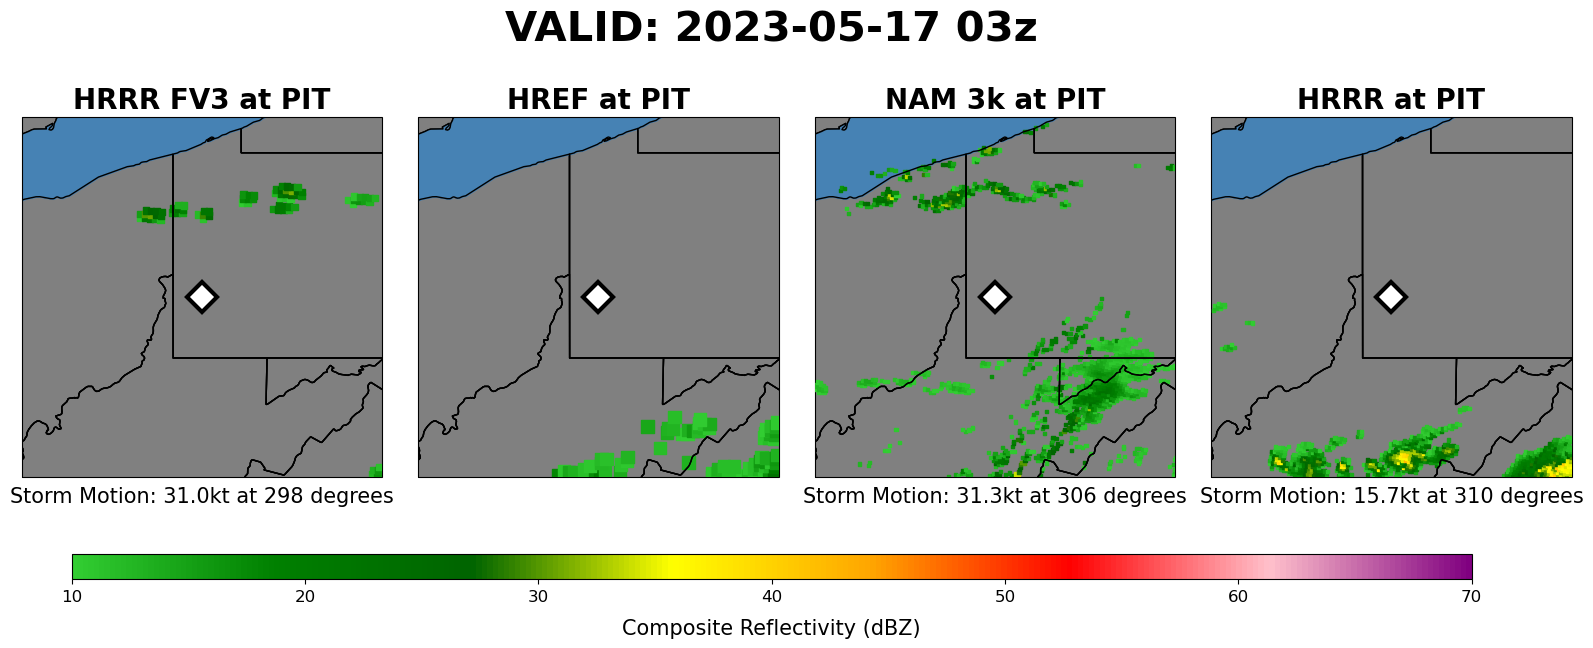 VALID: 2023-05-17 03z
HRRR FV3 at PIT
HREF at PIT
NAM 3k at PIT
HRRR at PIT
Storm Motion: 31.0kt at 298 degrees
Storm Motion: 31.3kt at 306 degrees
Storm Motion: 15.7kt at 310 degrees
10 20 30 40 50 60 70
Composite Reflectivity (dBZ)